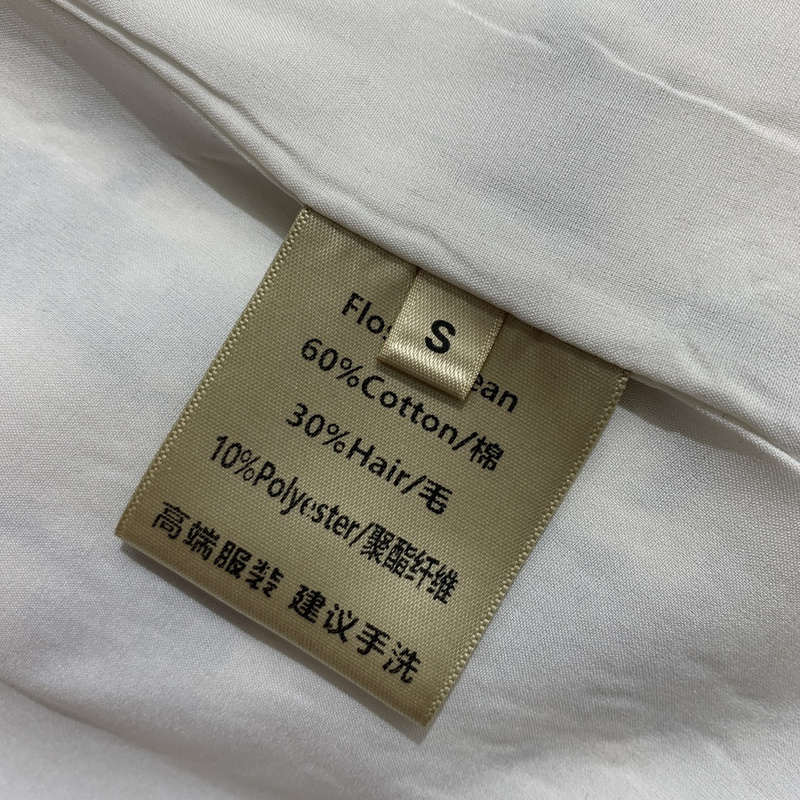 S
60%Cotton/棉
30%Hair/毛
10%Polyester/聚酯纤维
高端服装 建议手洗